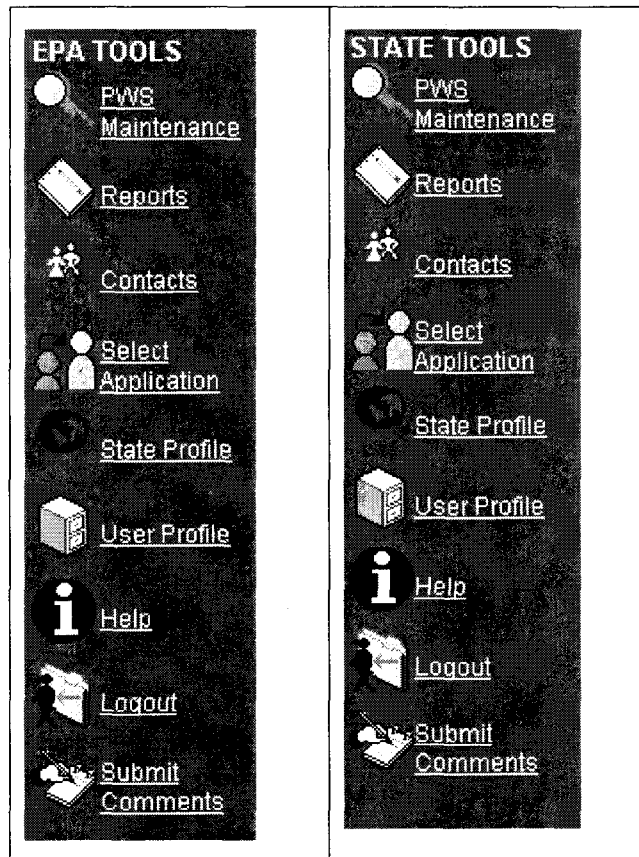 EPA TOOLS
PWS
Maintenance
Reports
Contacts
Select
Application
State Profile
User Profile
Help
Logout
Submit
Comments
STATE TOOLS
PWS
Maintenance
Reports
Contacts
Select
Application
State Profile
User Profile
Help
Logout
Submit
Comments